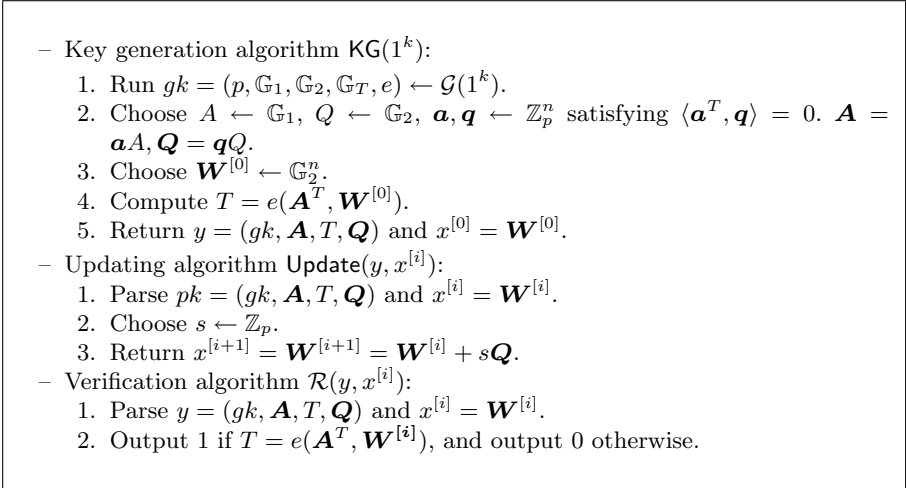 – Key generation algorithm KG(1^k):
1. Run gk = (p, 𝔾₁, 𝔾₂, 𝔾_T, e) ← 𝒢(1^k).
2. Choose A ← 𝔾₁, Q ← 𝔾₂, 𝒂, 𝒒 ← ℤ_p^n satisfying ⟨𝒂^T, 𝒒⟩ = 0. 𝑨 =
𝒂A, 𝑸 = 𝒒Q.
3. Choose 𝑾^[0] ← 𝔾₂^n.
4. Compute T = e(𝑨^T, 𝑾^[0]).
5. Return y = (gk, 𝑨, T, 𝑸) and x^[0] = 𝑾^[0].
– Updating algorithm Update(y, x^[i]):
1. Parse pk = (gk, 𝑨, T, 𝑸) and x^[i] = 𝑾^[i].
2. Choose s ← ℤ_p.
3. Return x^[i+1] = 𝑾^[i+1] = 𝑾^[i] + s𝑸.
– Verification algorithm ℛ(y, x^[i]):
1. Parse y = (gk, 𝑨, T, 𝑸) and x^[i] = 𝑾^[i].
2. Output 1 if T = e(𝑨^T, 𝑾^[𝐢]), and output 0 otherwise.